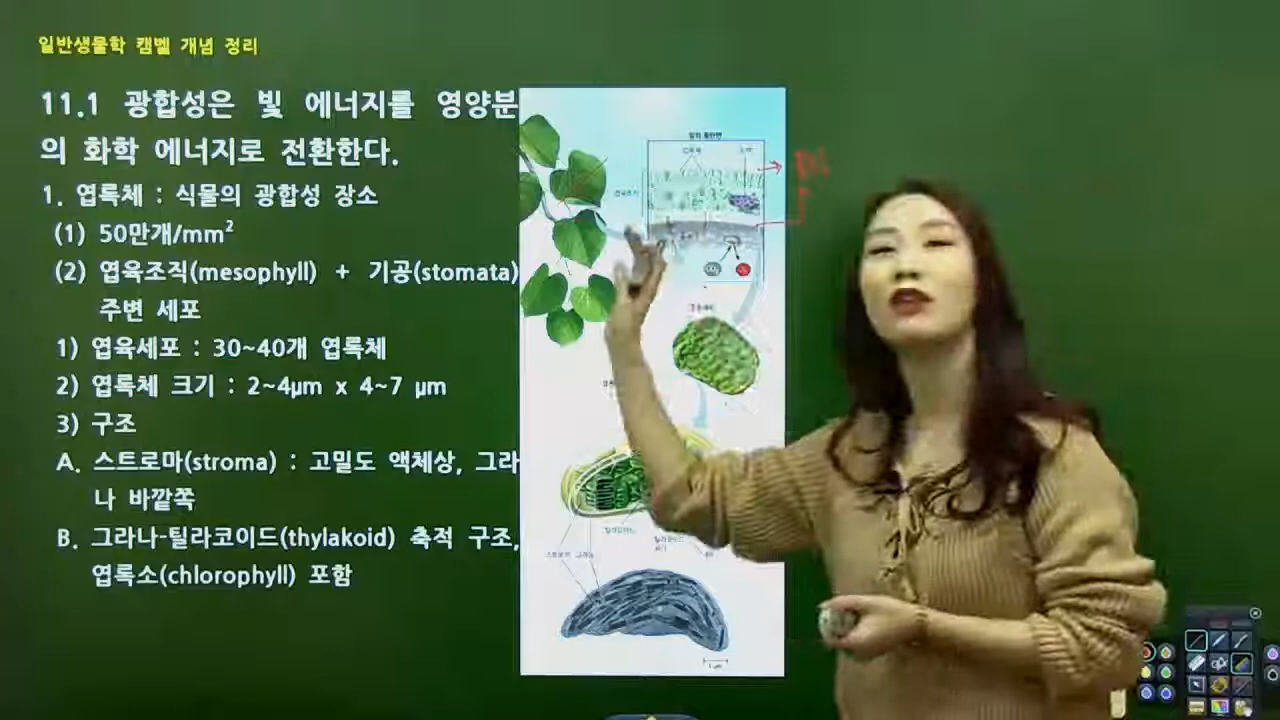 일반생물학 캠벨 개념 정리
11.1 광합성은 빛 에너지를 영양분
의 화학 에너지로 전환한다.
1. 엽록체 : 식물의 광합성 장소
(1) 50만개/mm²
(2) 엽육조직(mesophyll) + 기공(stomata)
주변 세포
1) 엽육세포 : 30~40개 엽록체
2) 엽록체 크기 : 2~4μm x 4~7 μm
3) 구조
A. 스트로마(stroma) : 고밀도 액체상, 그라
나 바깥쪽
B. 그라나-틸라코이드(thylakoid) 축적 구조,
엽록소(chlorophyll) 포함